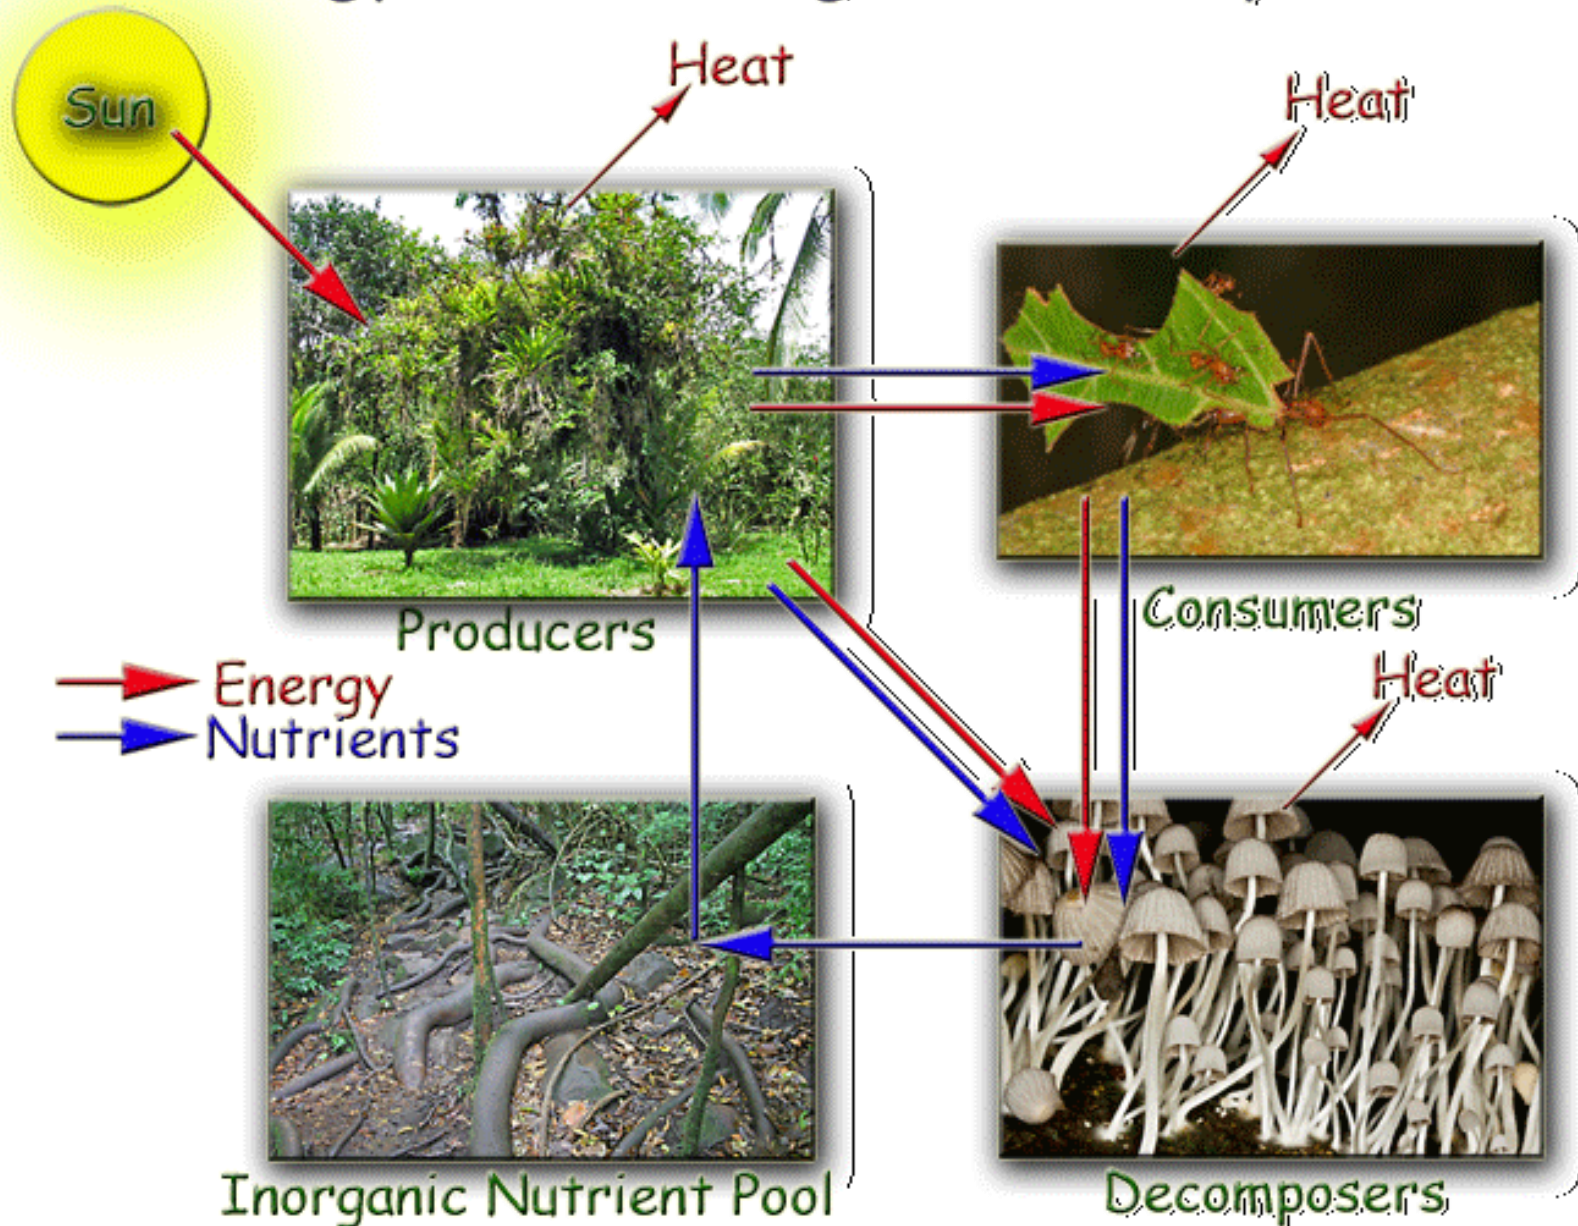 Sun
Heat
Heat
Producers
Consumers
Energy
Nutrients
Heat
Inorganic Nutrient Pool
Decomposers